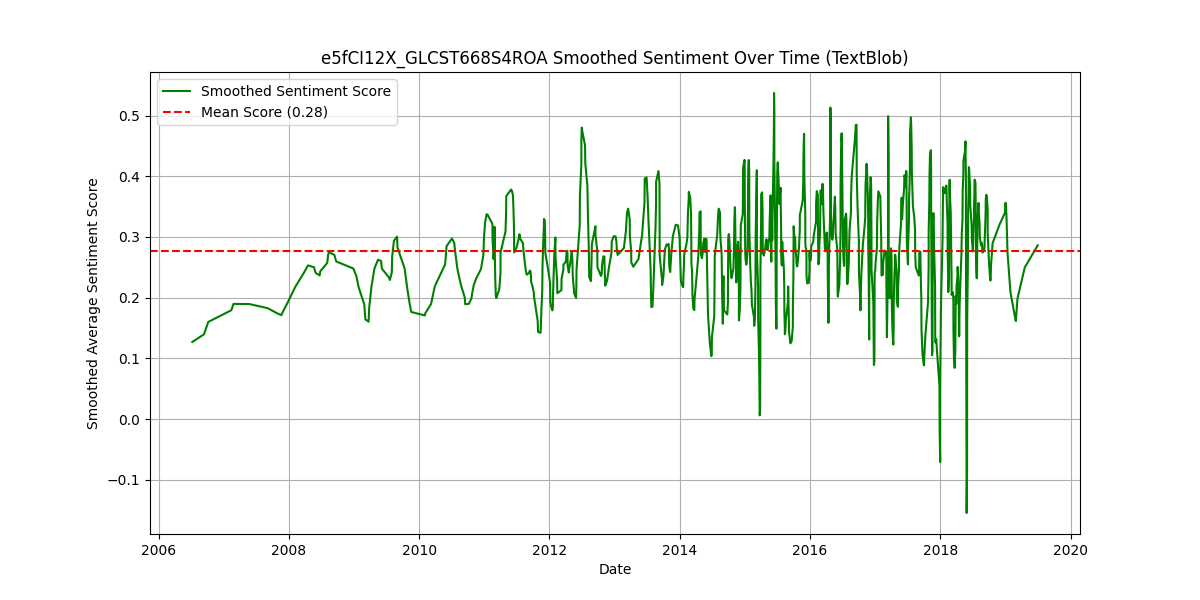 e5fCI12X_GLCST668S4ROA Smoothed Sentiment Over Time (TextBlob)
Smoothed Sentiment Score
Mean Score (0.28)
Smoothed Average Sentiment Score
0.5
0.4
0.3
0.2
0.1
0.0
−0.1
2006 2008 2010 2012 2014 2016 2018 2020
Date